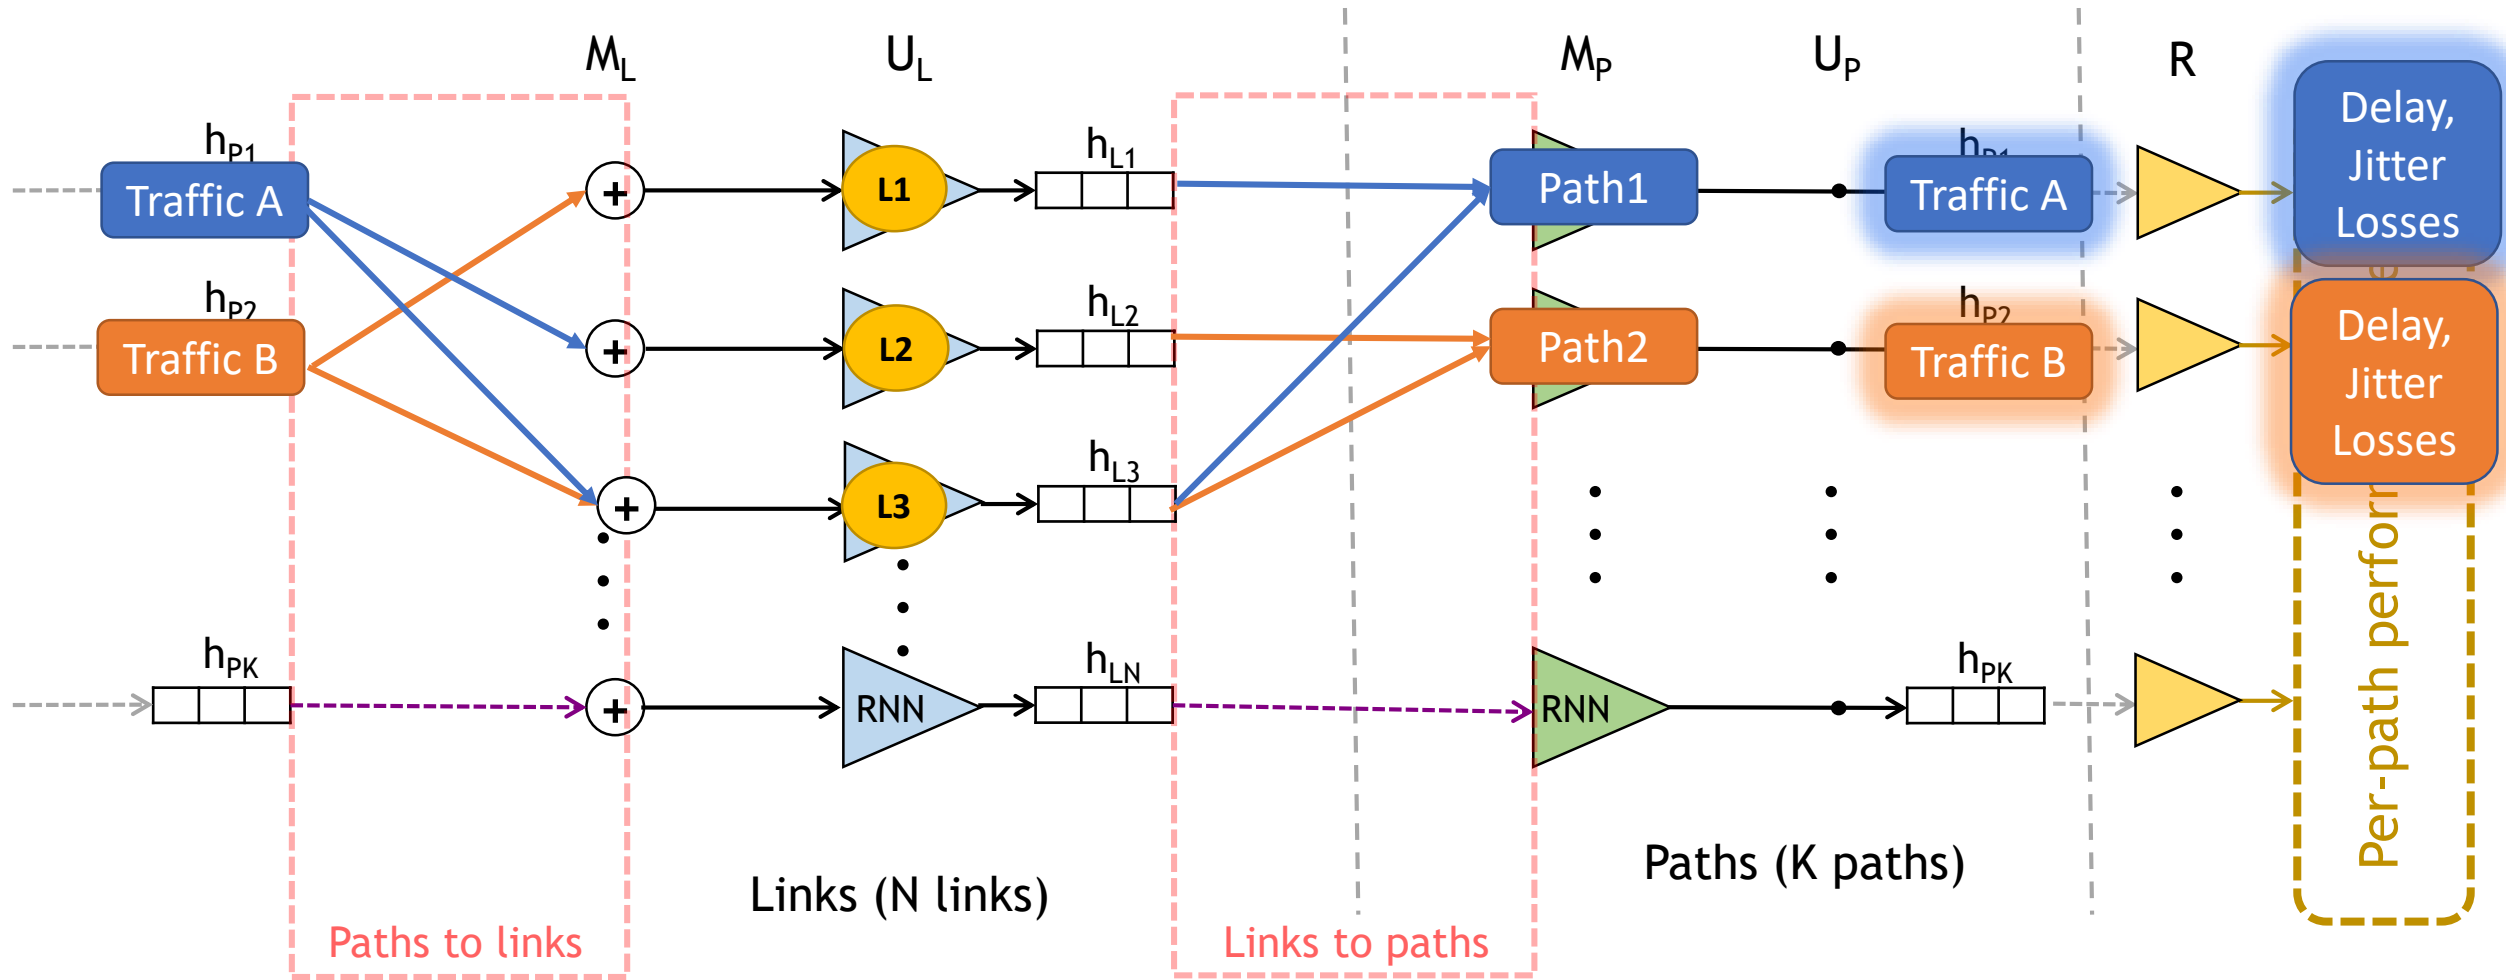 M_L
U_L
M_P
U_P
R
h_P1
Traffic A
+
L1
h_L1
Path1
h_P1
Traffic A
Delay,
Jitter
Losses
h_P2
Traffic B
+
L2
h_L2
Path2
h_P2
Traffic B
Delay,
Jitter
Losses
+
L3
h_L3
h_PK
+
RNN
h_LN
RNN
h_PK
Per-path perfor
Links (N links)
Paths (K paths)
Paths to links
Links to paths